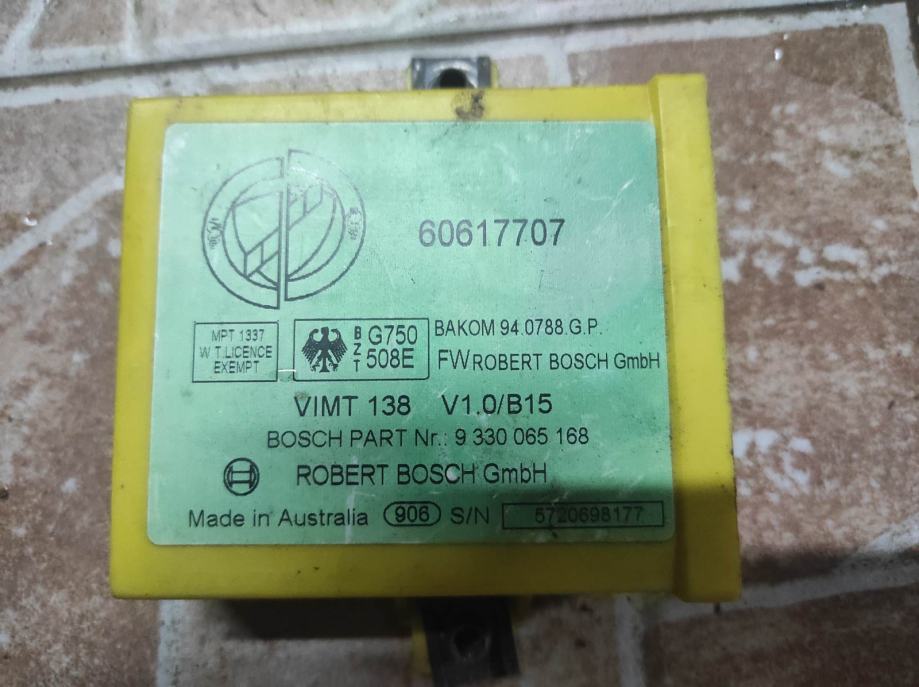 60617707
MPT 1337
W.T.LICENCE
EXEMPT
BZT
G750
508E
BAKOM 94.0788.G.P.
FW ROBERT BOSCH GmbH
VIMT 138 V1.0/B15
BOSCH PART Nr.: 9 330 065 168
ROBERT BOSCH GmbH
Made in Australia 906 S/N 5720698177